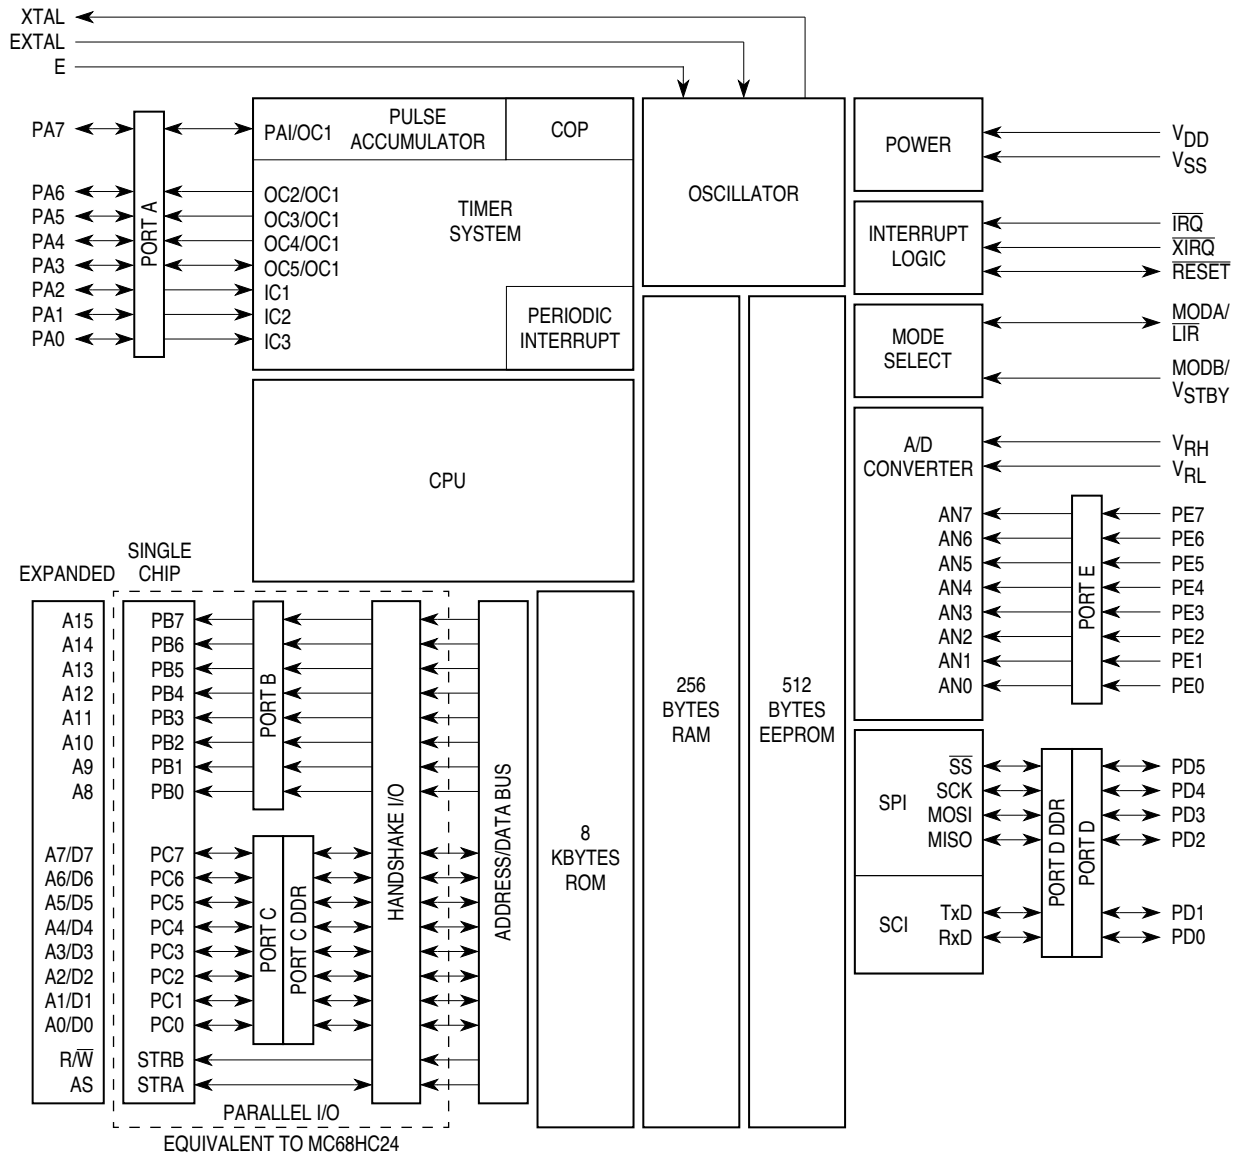 XTAL
EXTAL
E
PA7
PA6
PA5
PA4
PA3
PA2
PA1
PA0
PORT A
PAI/OC1
PULSE
ACCUMULATOR
COP
OC2/OC1
OC3/OC1
OC4/OC1
OC5/OC1
IC1
IC2
IC3
TIMER
SYSTEM
PERIODIC
INTERRUPT
OSCILLATOR
POWER
VDD
VSS
INTERRUPT
LOGIC
IRQ
XIRQ
RESET
MODE
SELECT
MODA/
LIR
MODB/
VSTBY
CPU
A/D
CONVERTER
VRH
VRL
AN7
AN6
AN5
AN4
AN3
AN2
AN1
AN0
PORT E
PE7
PE6
PE5
PE4
PE3
PE2
PE1
PE0
EXPANDED
SINGLE
CHIP
A15
A14
A13
A12
A11
A10
A9
A8
A7/D7
A6/D6
A5/D5
A4/D4
A3/D3
A2/D2
A1/D1
A0/D0
R/W
AS
PB7
PB6
PB5
PB4
PB3
PB2
PB1
PB0
PC7
PC6
PC5
PC4
PC3
PC2
PC1
PC0
STRB
STRA
PORT B
PORT C
PORT C DDR
HANDSHAKE I/O
ADDRESS/DATA BUS
8
KBYTES
ROM
256
BYTES
RAM
512
BYTES
EEPROM
SPI
SS
SCK
MOSI
MISO
SCI
TxD
RxD
PORT D DDR
PORT D
PD5
PD4
PD3
PD2
PD1
PD0
PARALLEL I/O
EQUIVALENT TO MC68HC24